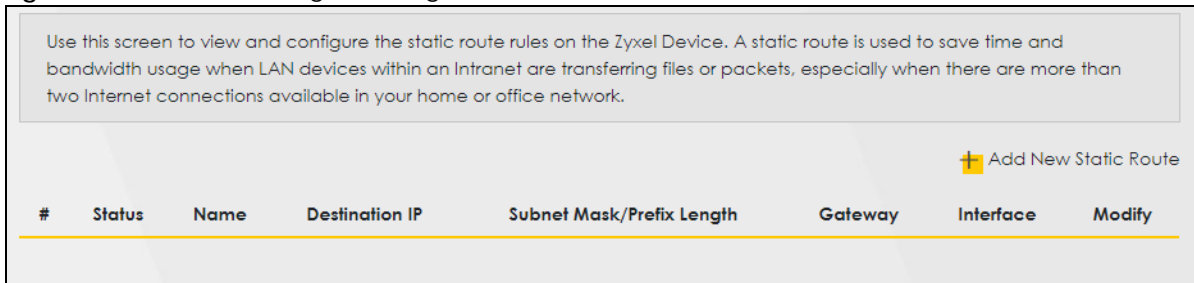 Use this screen to view and configure the static route rules on the Zyxel Device. A static route is used to save time and
bandwidth usage when LAN devices within an Intranet are transferring files or packets, especially when there are more than
two Internet connections available in your home or office network.
+ Add New Static Route
# Status Name Destination IP Subnet Mask/Prefix Length Gateway Interface Modify